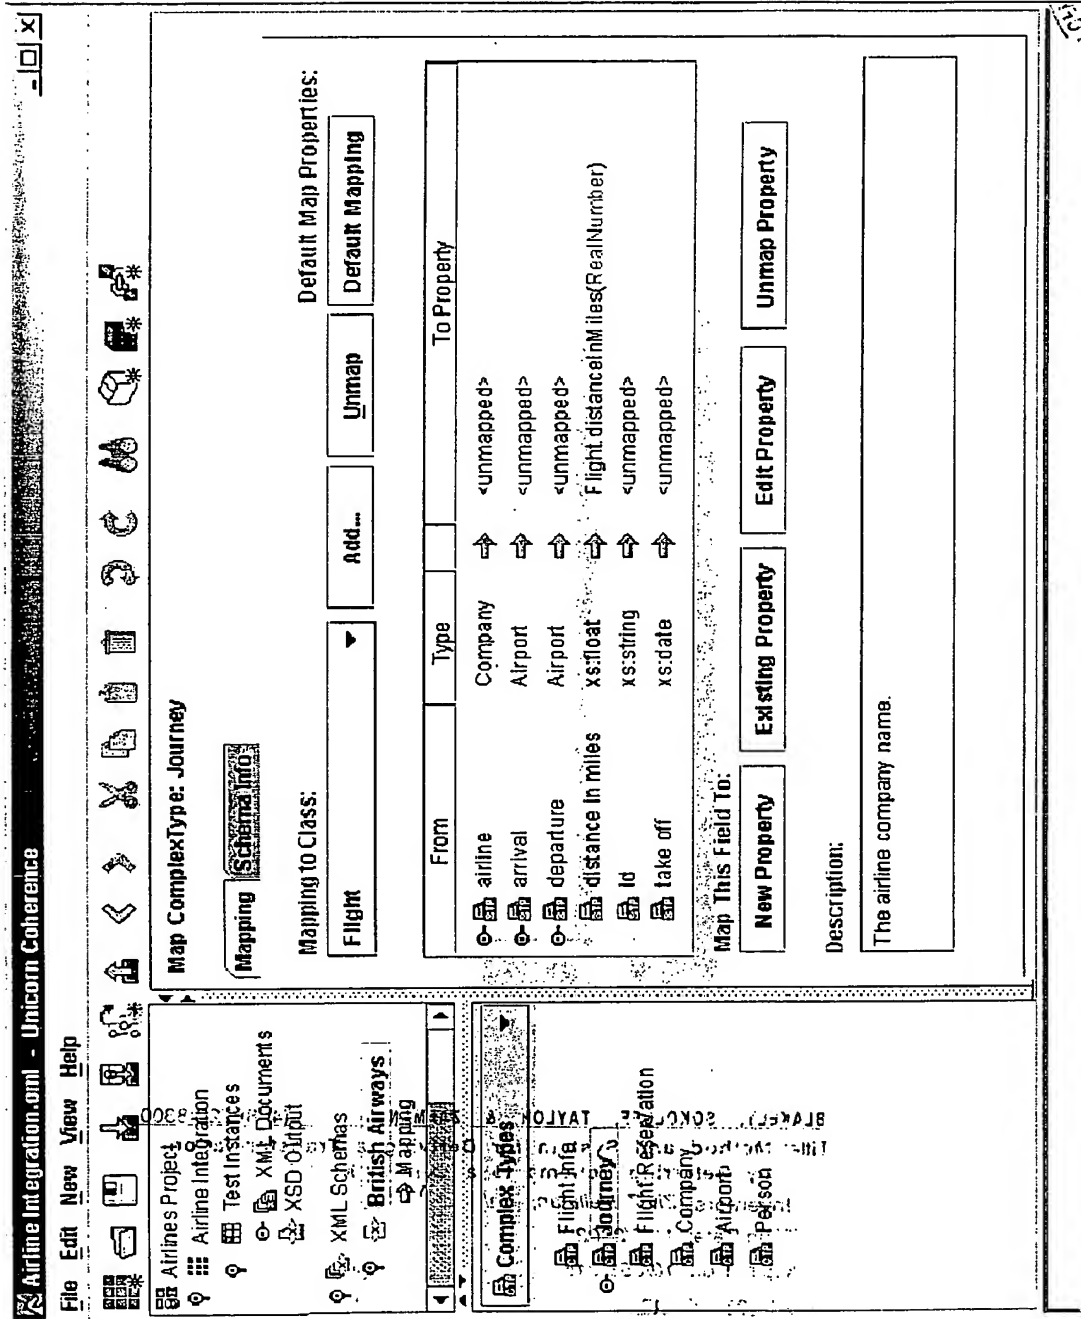 Airline Integration.oml - Unicorn Coherence
File Edit New View Help
Airlines Project
Airline Integration
Test Instances
XML Documents
XSD Output
XML Schemas
British Airways
Mapping
Complex Types
Flight Info
Journey
Flight Reservation
Company
Airport
Person
Map ComplexType: Journey
Mapping Schema Info
Mapping to Class: Default Map Properties:
Flight Add... Unmap Default Mapping
From Type To Property
airline Company <unmapped>
arrival Airport <unmapped>
departure Airport <unmapped>
distance in miles xs:float Flight.distanceInMiles(RealNumber)
Id xs:string <unmapped>
take off xs:date <unmapped>
Map This Field To:
New Property Existing Property Edit Property Unmap Property
Description:
The airline company name.
BLAKELY, SOKOLOFF, TAYLOR &